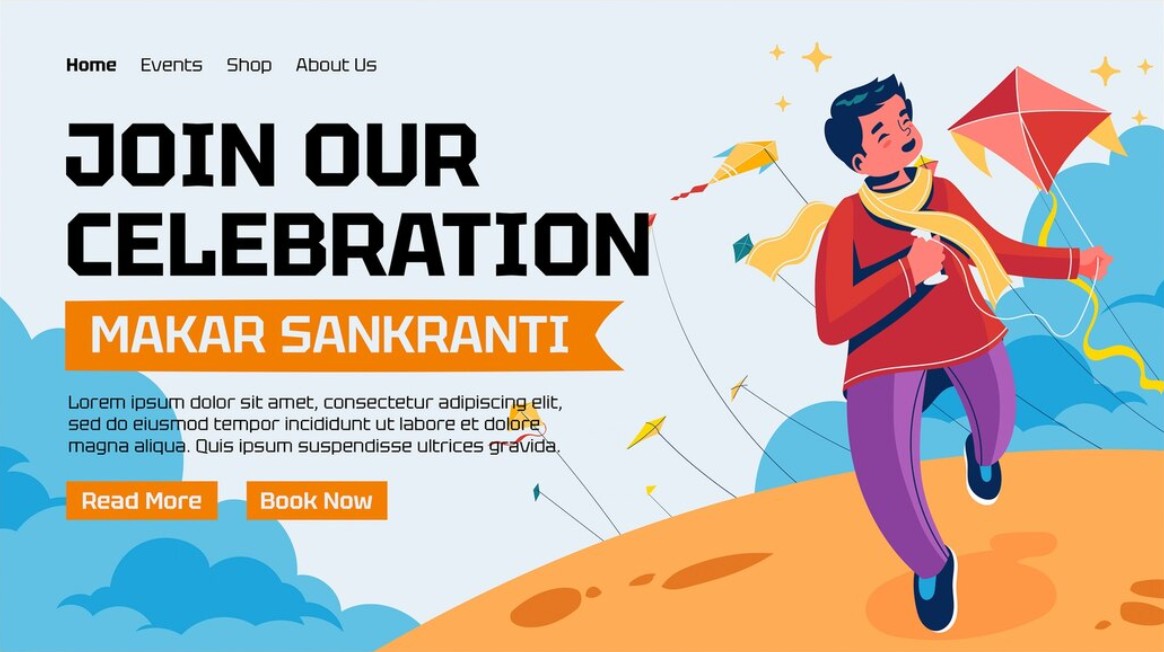 Home Events Shop About Us
JOIN OUR
CELEBRATION
MAKAR SANKRANTI
Lorem ipsum dolor sit amet, consectetur adipiscing elit,
sed do eiusmod tempor incididunt ut labore et dolore
magna aliqua. Quis ipsum suspendisse ultrices gravida.
Read More Book Now